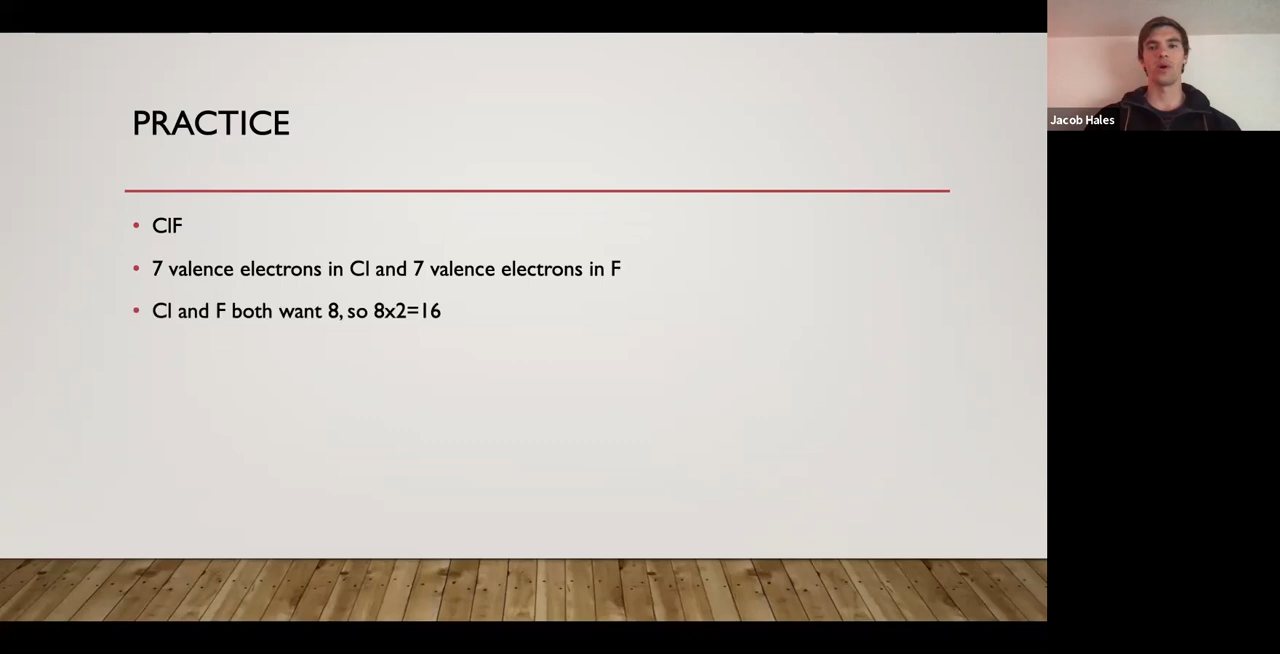 PRACTICE
ClF
7 valence electrons in Cl and 7 valence electrons in F
Cl and F both want 8, so 8x2=16
Jacob Hales